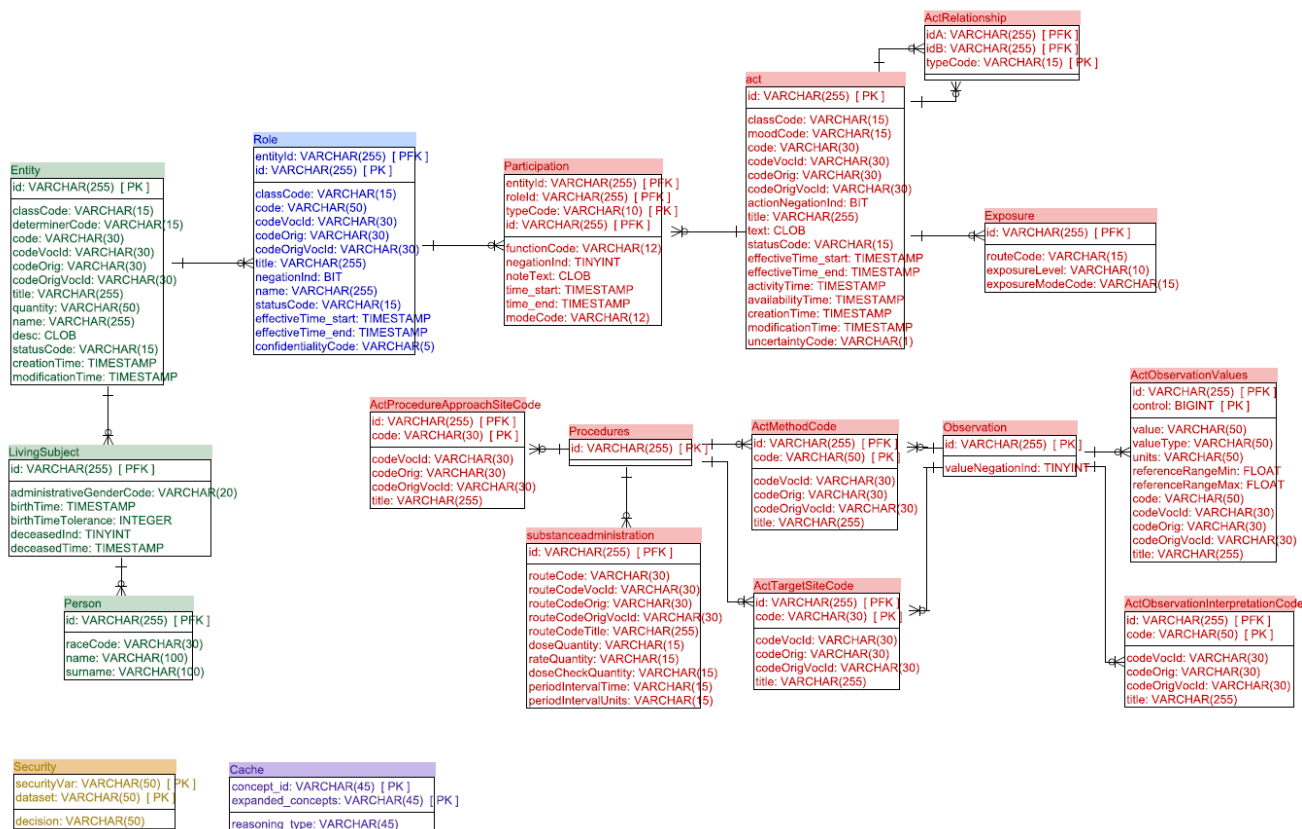 ActRelationship
idA: VARCHAR(255) [ PFK ]
idB: VARCHAR(255) [ PFK ]
typeCode: VARCHAR(15) [ PK ]
act
id: VARCHAR(255) [ PK ]
classCode: VARCHAR(15)
moodCode: VARCHAR(15)
code: VARCHAR(30)
codeVocId: VARCHAR(30)
codeOrig: VARCHAR(30)
codeOrigVocId: VARCHAR(30)
actionNegationInd: BIT
title: VARCHAR(255)
text: CLOB
statusCode: VARCHAR(15)
effectiveTime_start: TIMESTAMP
effectiveTime_end: TIMESTAMP
activityTime: TIMESTAMP
availabilityTime: TIMESTAMP
creationTime: TIMESTAMP
modificationTime: TIMESTAMP
uncertaintyCode: VARCHAR(1)
Role
entityId: VARCHAR(255) [ PFK ]
id: VARCHAR(255) [ PK ]
classCode: VARCHAR(15)
code: VARCHAR(50)
codeVocId: VARCHAR(30)
codeOrig: VARCHAR(30)
codeOrigVocId: VARCHAR(30)
title: VARCHAR(255)
negationInd: BIT
name: VARCHAR(255)
statusCode: VARCHAR(15)
effectiveTime_start: TIMESTAMP
effectiveTime_end: TIMESTAMP
confidentialityCode: VARCHAR(5)
Entity
id: VARCHAR(255) [ PK ]
classCode: VARCHAR(15)
determinerCode: VARCHAR(15)
code: VARCHAR(30)
codeVocId: VARCHAR(30)
codeOrig: VARCHAR(30)
codeOrigVocId: VARCHAR(30)
title: VARCHAR(255)
quantity: VARCHAR(50)
name: VARCHAR(255)
desc: CLOB
statusCode: VARCHAR(15)
creationTime: TIMESTAMP
modificationTime: TIMESTAMP
Participation
entityId: VARCHAR(255) [ PFK ]
roleId: VARCHAR(255) [ PFK ]
typeCode: VARCHAR(10) [ PK ]
id: VARCHAR(255) [ PFK ]
functionCode: VARCHAR(12)
negationInd: TINYINT
noteText: CLOB
time_start: TIMESTAMP
time_end: TIMESTAMP
modeCode: VARCHAR(12)
Exposure
id: VARCHAR(255) [ PFK ]
routeCode: VARCHAR(15)
exposureLevel: VARCHAR(10)
exposureModeCode: VARCHAR(15)
LivingSubject
id: VARCHAR(255) [ PFK ]
administrativeGenderCode: VARCHAR(20)
birthTime: TIMESTAMP
birthTimeTolerance: INTEGER
deceasedInd: TINYINT
deceasedTime: TIMESTAMP
Person
id: VARCHAR(255) [ PFK ]
raceCode: VARCHAR(30)
name: VARCHAR(100)
surname: VARCHAR(100)
ActProcedureApproachSiteCode
id: VARCHAR(255) [ PFK ]
code: VARCHAR(30) [ PK ]
codeVocId: VARCHAR(30)
codeOrig: VARCHAR(30)
codeOrigVocId: VARCHAR(30)
title: VARCHAR(255)
Procedures
id: VARCHAR(255) [ PK ]
substanceadministration
id: VARCHAR(255) [ PFK ]
routeCode: VARCHAR(30)
routeCodeVocId: VARCHAR(30)
routeCodeOrig: VARCHAR(30)
routeCodeOrigVocId: VARCHAR(30)
routeCodeTitle: VARCHAR(255)
doseQuantity: VARCHAR(15)
rateQuantity: VARCHAR(15)
doseCheckQuantity: VARCHAR(15)
periodIntervalTime: VARCHAR(15)
periodIntervalUnits: VARCHAR(15)
ActMethodCode
id: VARCHAR(255) [ PFK ]
code: VARCHAR(50) [ PK ]
codeVocId: VARCHAR(30)
codeOrig: VARCHAR(30)
codeOrigVocId: VARCHAR(30)
title: VARCHAR(255)
ActTargetSiteCode
id: VARCHAR(255) [ PFK ]
code: VARCHAR(30) [ PK ]
codeVocId: VARCHAR(30)
codeOrig: VARCHAR(30)
codeOrigVocId: VARCHAR(30)
title: VARCHAR(255)
Observation
id: VARCHAR(255) [ PK ]
valueNegationInd: TINYINT
ActObservationValues
id: VARCHAR(255) [ PFK ]
control: BIGINT [ PK ]
value: VARCHAR(50)
valueType: VARCHAR(50)
units: VARCHAR(50)
referenceRangeMin: FLOAT
referenceRangeMax: FLOAT
code: VARCHAR(50)
codeVocId: VARCHAR(30)
codeOrig: VARCHAR(30)
codeOrigVocId: VARCHAR(30)
title: VARCHAR(255)
ActObservationInterpretationCode
id: VARCHAR(255) [ PFK ]
code: VARCHAR(50) [ PK ]
codeVocId: VARCHAR(30)
codeOrig: VARCHAR(30)
codeOrigVocId: VARCHAR(30)
title: VARCHAR(255)
Security
securityVar: VARCHAR(50) [ PK ]
dataset: VARCHAR(50) [ PK ]
decision: VARCHAR(50)
Cache
concept_id: VARCHAR(45) [ PK ]
expanded_concepts: VARCHAR(45) [ PK ]
reasoning_type: VARCHAR(45)